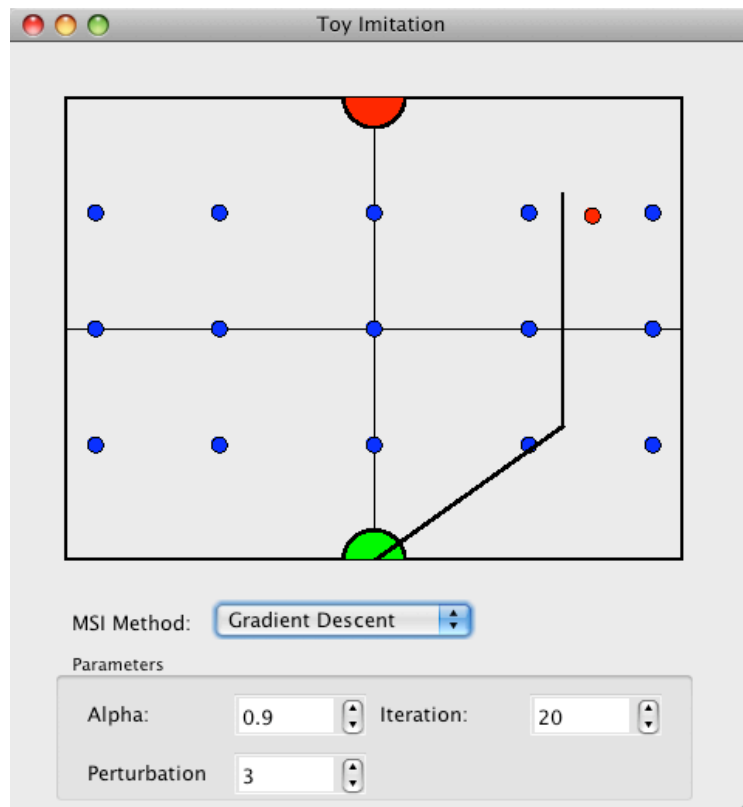 Toy Imitation
MSI Method: Gradient Descent
Parameters
Alpha: 0.9 Iteration: 20
Perturbation 3